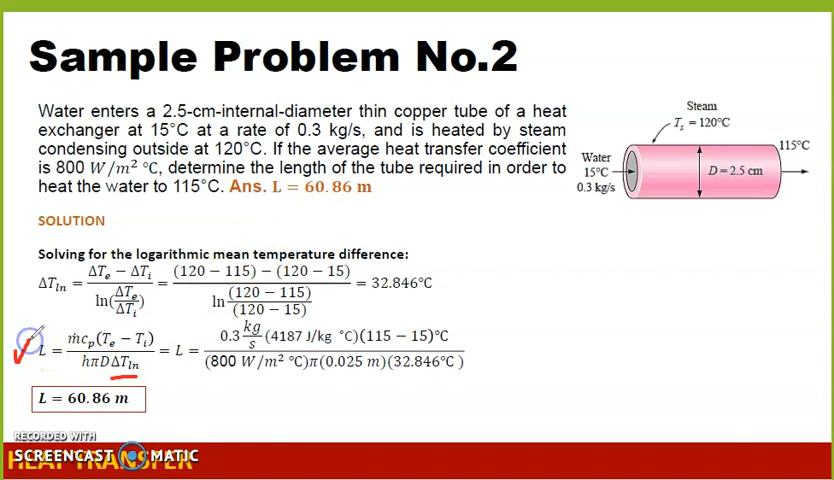 Sample Problem No.2
Water enters a 2.5-cm-internal-diameter thin copper tube of a heat
exchanger at 15°C at a rate of 0.3 kg/s, and is heated by steam
condensing outside at 120°C. If the average heat transfer coefficient
is 800 W/m² °C, determine the length of the tube required in order to
heat the water to 115°C. Ans. L = 60.86 m
Steam
Tₛ = 120°C
115°C
Water
15°C
0.3 kg/s
D = 2.5 cm
SOLUTION
Solving for the logarithmic mean temperature difference:
ΔTₗₙ = (ΔTₑ − ΔTᵢ) / ln(ΔTₑ/ΔTᵢ) = ((120 − 115) − (120 − 15)) / ln((120 − 115)/(120 − 15)) = 32.846°C
L = ṁcₚ(Tₑ − Tᵢ) / hπDΔTₗₙ = L = 0.3 kg/s (4187 J/kg °C)(115 − 15)°C / (800 W/m² °C)π(0.025 m)(32.846°C )
L = 60.86 m
RECORDED WITH
SCREENCAST MATIC
HEAT TRANSFER